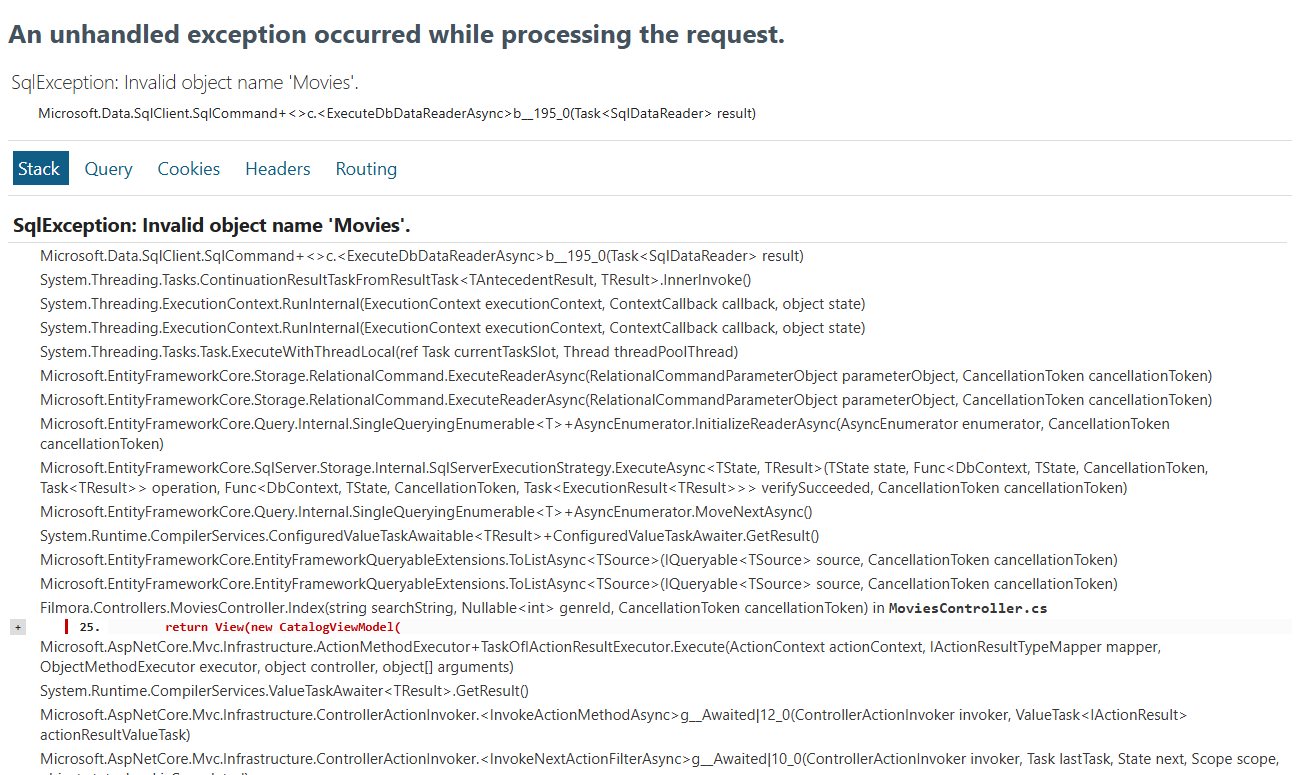 An unhandled exception occurred while processing the request.
SqlException: Invalid object name 'Movies'.
Microsoft.Data.SqlClient.SqlCommand+<>c.<ExecuteDbDataReaderAsync>b__195_0(Task<SqlDataReader> result)
Stack Query Cookies Headers Routing
SqlException: Invalid object name 'Movies'.
Microsoft.Data.SqlClient.SqlCommand+<>c.<ExecuteDbDataReaderAsync>b__195_0(Task<SqlDataReader> result)
System.Threading.Tasks.ContinuationResultTaskFromResultTask<TAntecedentResult, TResult>.InnerInvoke()
System.Threading.ExecutionContext.RunInternal(ExecutionContext executionContext, ContextCallback callback, object state)
System.Threading.ExecutionContext.RunInternal(ExecutionContext executionContext, ContextCallback callback, object state)
System.Threading.Tasks.Task.ExecuteWithThreadLocal(ref Task currentTaskSlot, Thread threadPoolThread)
Microsoft.EntityFrameworkCore.Storage.RelationalCommand.ExecuteReaderAsync(RelationalCommandParameterObject parameterObject, CancellationToken cancellationToken)
Microsoft.EntityFrameworkCore.Storage.RelationalCommand.ExecuteReaderAsync(RelationalCommandParameterObject parameterObject, CancellationToken cancellationToken)
Microsoft.EntityFrameworkCore.Query.Internal.SingleQueryingEnumerable<T>+AsyncEnumerator.InitializeReaderAsync(AsyncEnumerator enumerator, CancellationToken
cancellationToken)
Microsoft.EntityFrameworkCore.SqlServer.Storage.Internal.SqlServerExecutionStrategy.ExecuteAsync<TState, TResult>(TState state, Func<DbContext, TState, CancellationToken,
Task<TResult>> operation, Func<DbContext, TState, CancellationToken, Task<ExecutionResult<TResult>>> verifySucceeded, CancellationToken cancellationToken)
Microsoft.EntityFrameworkCore.Query.Internal.SingleQueryingEnumerable<T>+AsyncEnumerator.MoveNextAsync()
System.Runtime.CompilerServices.ConfiguredValueTaskAwaitable<TResult>+ConfiguredValueTaskAwaiter.GetResult()
Microsoft.EntityFrameworkCore.EntityFrameworkQueryableExtensions.ToListAsync<TSource>(IQueryable<TSource> source, CancellationToken cancellationToken)
Microsoft.EntityFrameworkCore.EntityFrameworkQueryableExtensions.ToListAsync<TSource>(IQueryable<TSource> source, CancellationToken cancellationToken)
Filmora.Controllers.MoviesController.Index(string searchString, Nullable<int> genreId, CancellationToken cancellationToken) in MoviesController.cs
+ 25. return View(new CatalogViewModel(
Microsoft.AspNetCore.Mvc.Infrastructure.ActionMethodExecutor+TaskOfIActionResultExecutor.Execute(ActionContext actionContext, IActionResultTypeMapper mapper,
ObjectMethodExecutor executor, object controller, object[] arguments)
System.Runtime.CompilerServices.ValueTaskAwaiter<TResult>.GetResult()
Microsoft.AspNetCore.Mvc.Infrastructure.ControllerActionInvoker.<InvokeActionMethodAsync>g__Awaited|12_0(ControllerActionInvoker invoker, ValueTask<IActionResult>
actionResultValueTask)
Microsoft.AspNetCore.Mvc.Infrastructure.ControllerActionInvoker.<InvokeNextActionFilterAsync>g__Awaited|10_0(ControllerActionInvoker invoker, Task lastTask, State next, Scope scope,